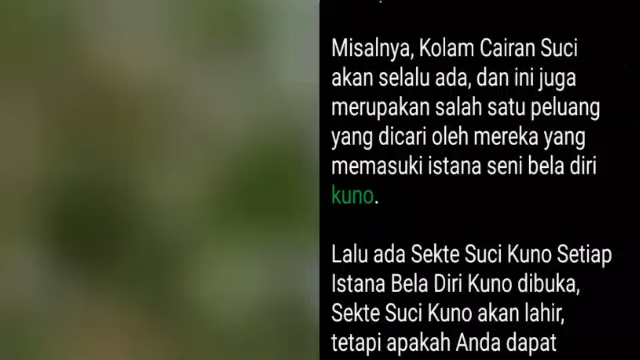 Misalnya, Kolam Cairan Suci
akan selalu ada, dan ini juga
merupakan salah satu peluang
yang dicari oleh mereka yang
memasuki istana seni bela diri
kuno.
Lalu ada Sekte Suci Kuno Setiap
Istana Bela Diri Kuno dibuka,
Sekte Suci Kuno akan lahir,
tetapi apakah Anda dapat